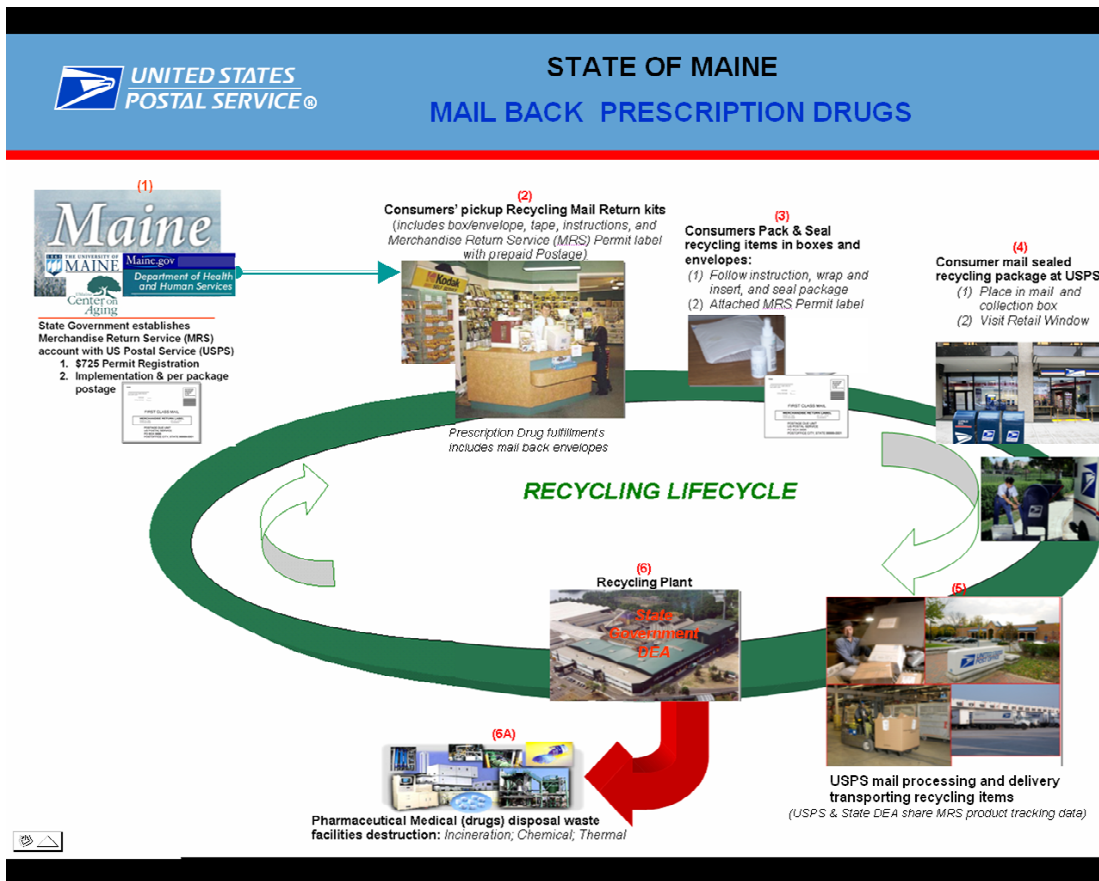 UNITED STATES
POSTAL SERVICE®
STATE OF MAINE
MAIL BACK PRESCRIPTION DRUGS
(1)
Maine
THE UNIVERSITY OF
MAINE
Maine.gov
Department of Health
and Human Services
Center on
Aging
State Government establishes
Merchandise Return Service (MRS)
account with US Postal Service (USPS)
1. $725 Permit Registration
2. Implementation & per package
postage
FIRST CLASS MAIL
MERCHANDISE RETURN LABEL
(2)
Consumers' pickup Recycling Mail Return kits
(includes box/envelope, tape, instructions, and
Merchandise Return Service (MRS) Permit label
with prepaid Postage)
Kodak
Prescription Drug fulfillments
includes mail back envelopes
(3)
Consumers Pack & Seal
recycling items in boxes and
envelopes:
(1) Follow instruction, wrap and
insert, and seal package
(2) Attached MRS Permit label
FIRST CLASS MAIL
MERCHANDISE RETURN LABEL
(4)
Consumer mail sealed
recycling package at USPS
(1) Place in mail and
collection box
(2) Visit Retail Window
RECYCLING LIFECYCLE
(5)
USPS mail processing and delivery
transporting recycling items
(USPS & State DEA share MRS product tracking data)
(6)
Recycling Plant
State
Government
DEA
(6A)
Pharmaceutical Medical (drugs) disposal waste
facilities destruction: Incineration; Chemical; Thermal